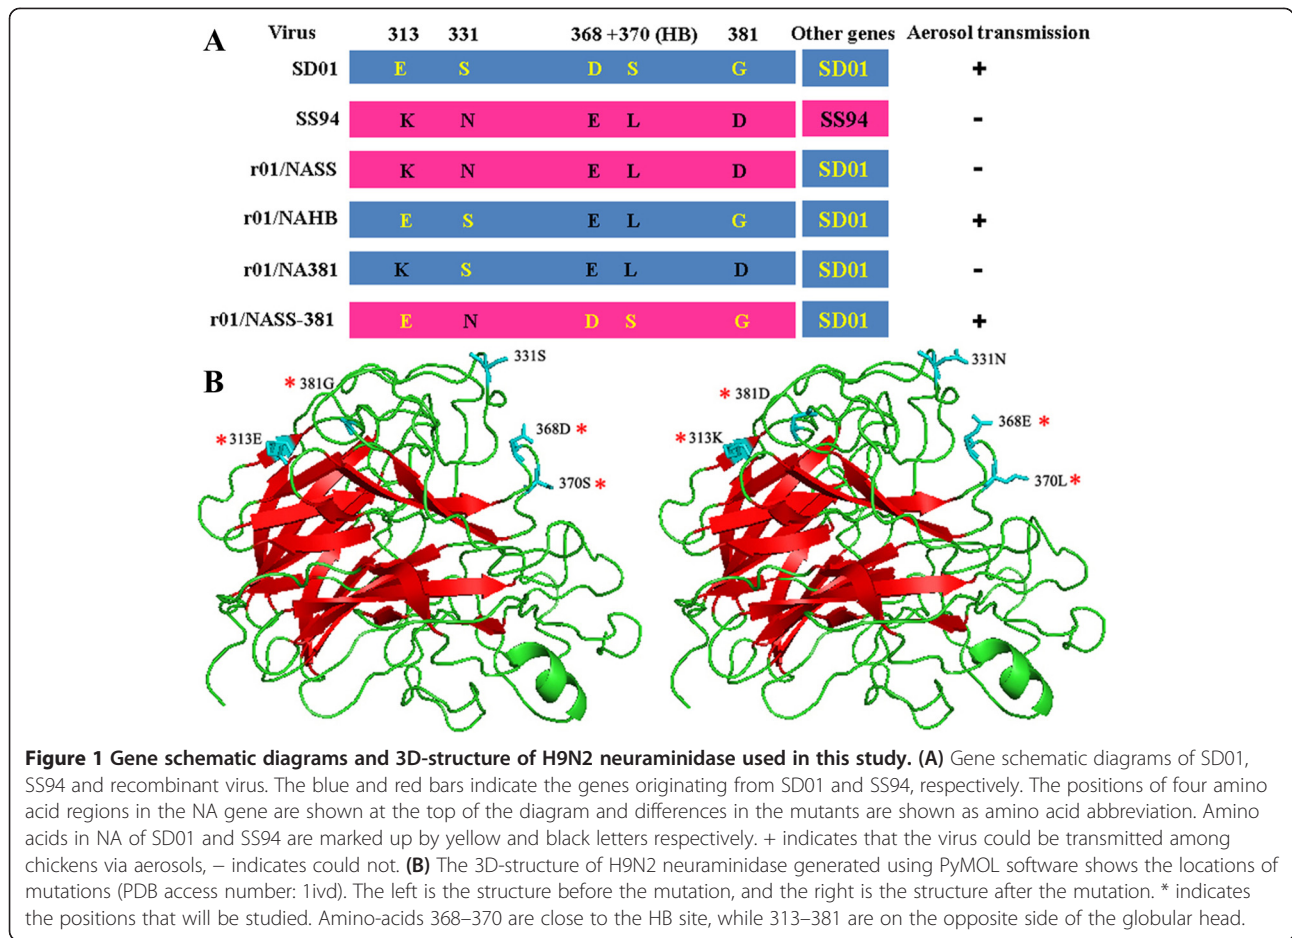 A Virus 313 331 368 +370 (HB) 381 Other genes Aerosol transmission
SD01 E S D S G SD01 +
SS94 K N E L D SS94 -
r01/NASS K N E L D SD01 -
r01/NAHB E S E L G SD01 +
r01/NA381 K S E L D SD01 -
r01/NASS-381 E N D S G SD01 +
B
331S
* 381G
* 313E
368D *
370S *
331N
* 381D
* 313K
368E *
370L *
Figure 1 Gene schematic diagrams and 3D-structure of H9N2 neuraminidase used in this study. (A) Gene schematic diagrams of SD01,
SS94 and recombinant virus. The blue and red bars indicate the genes originating from SD01 and SS94, respectively. The positions of four amino
acid regions in the NA gene are shown at the top of the diagram and differences in the mutants are shown as amino acid abbreviation. Amino
acids in NA of SD01 and SS94 are marked up by yellow and black letters respectively. + indicates that the virus could be transmitted among
chickens via aerosols, – indicates could not. (B) The 3D-structure of H9N2 neuraminidase generated using PyMOL software shows the locations of
mutations (PDB access number: 1ivd). The left is the structure before the mutation, and the right is the structure after the mutation. * indicates
the positions that will be studied. Amino-acids 368–370 are close to the HB site, while 313–381 are on the opposite side of the globular head.